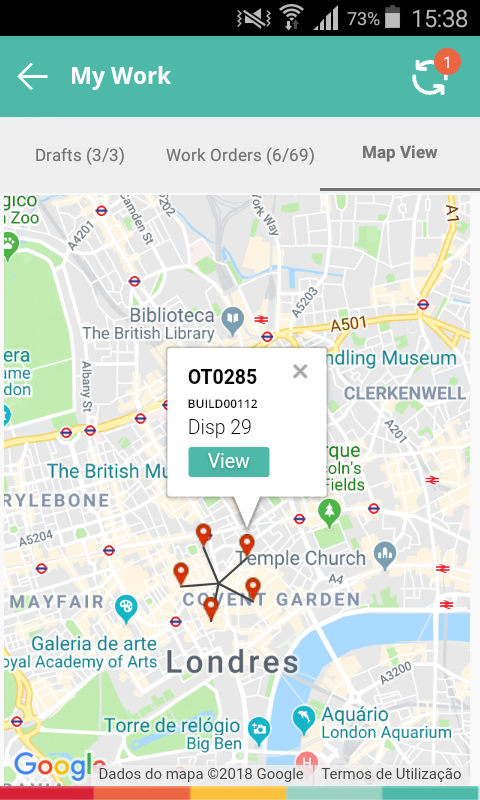 73% 15:38
My Work
1
Drafts (3/3)
Work Orders (6/69)
Map View
gico
n Zoo
A4201
Camden St
202
York Way
A1
A5203
Biblioteca
The British Library
A501
era
ame
don
Albany St
ndling Museum
CLERKENWELL
OT0285
BUILD00112
Disp 29
View
A201
The British Mu
rque
coln's
Fields
RYLEBONE
A5204
Temple Church
A4
MAYFAIR
COVENT GARDEN
Galeria de arte
oyal Academy of Arts
Londres
A3200
Torre de relógio
Big Ben
Aquário
London Aquarium
Google
Dados do mapa ©2018 Google
Termos de Utilização